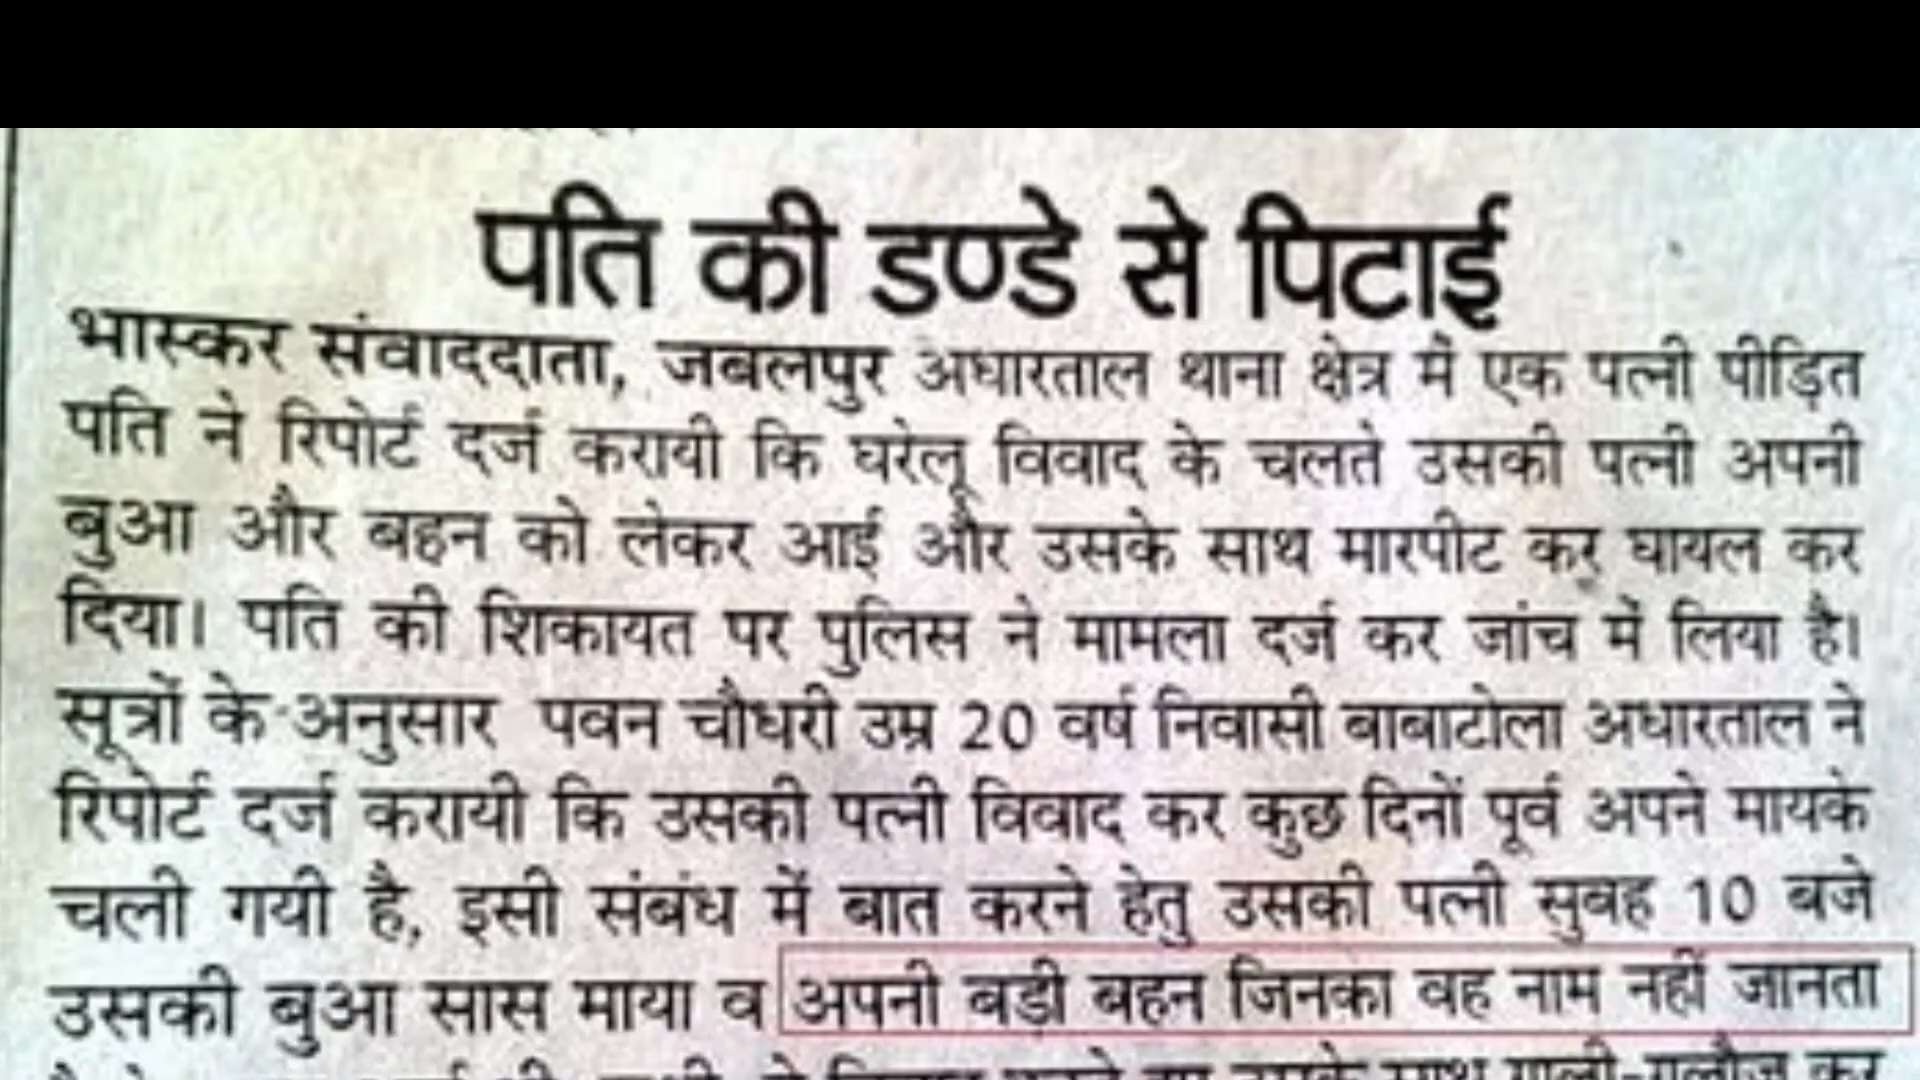 पति की डण्डे से पिटाई
भास्कर संवाददाता, जबलपुर अधारताल थाना क्षेत्र में एक पत्नी पीड़ित
पति ने रिपोर्ट दर्ज करायी कि घरेलू विवाद के चलते उसकी पत्नी अपनी
बुआ और बहन को लेकर आई और उसके साथ मारपीट कर घायल कर
दिया। पति की शिकायत पर पुलिस ने मामला दर्ज कर जांच में लिया है।
सूत्रों के अनुसार पवन चौधरी उम्र 20 वर्ष निवासी बाबाटोला अधारताल ने
रिपोर्ट दर्ज करायी कि उसकी पत्नी विवाद कर कुछ दिनों पूर्व अपने मायके
चली गयी है, इसी संबंध में बात करने हेतु उसकी पत्नी सुबह 10 बजे
उसकी बुआ सास माया व अपनी बड़ी बहन जिनका वह नाम नहीं जानता
साथ गाली-गलौज कर